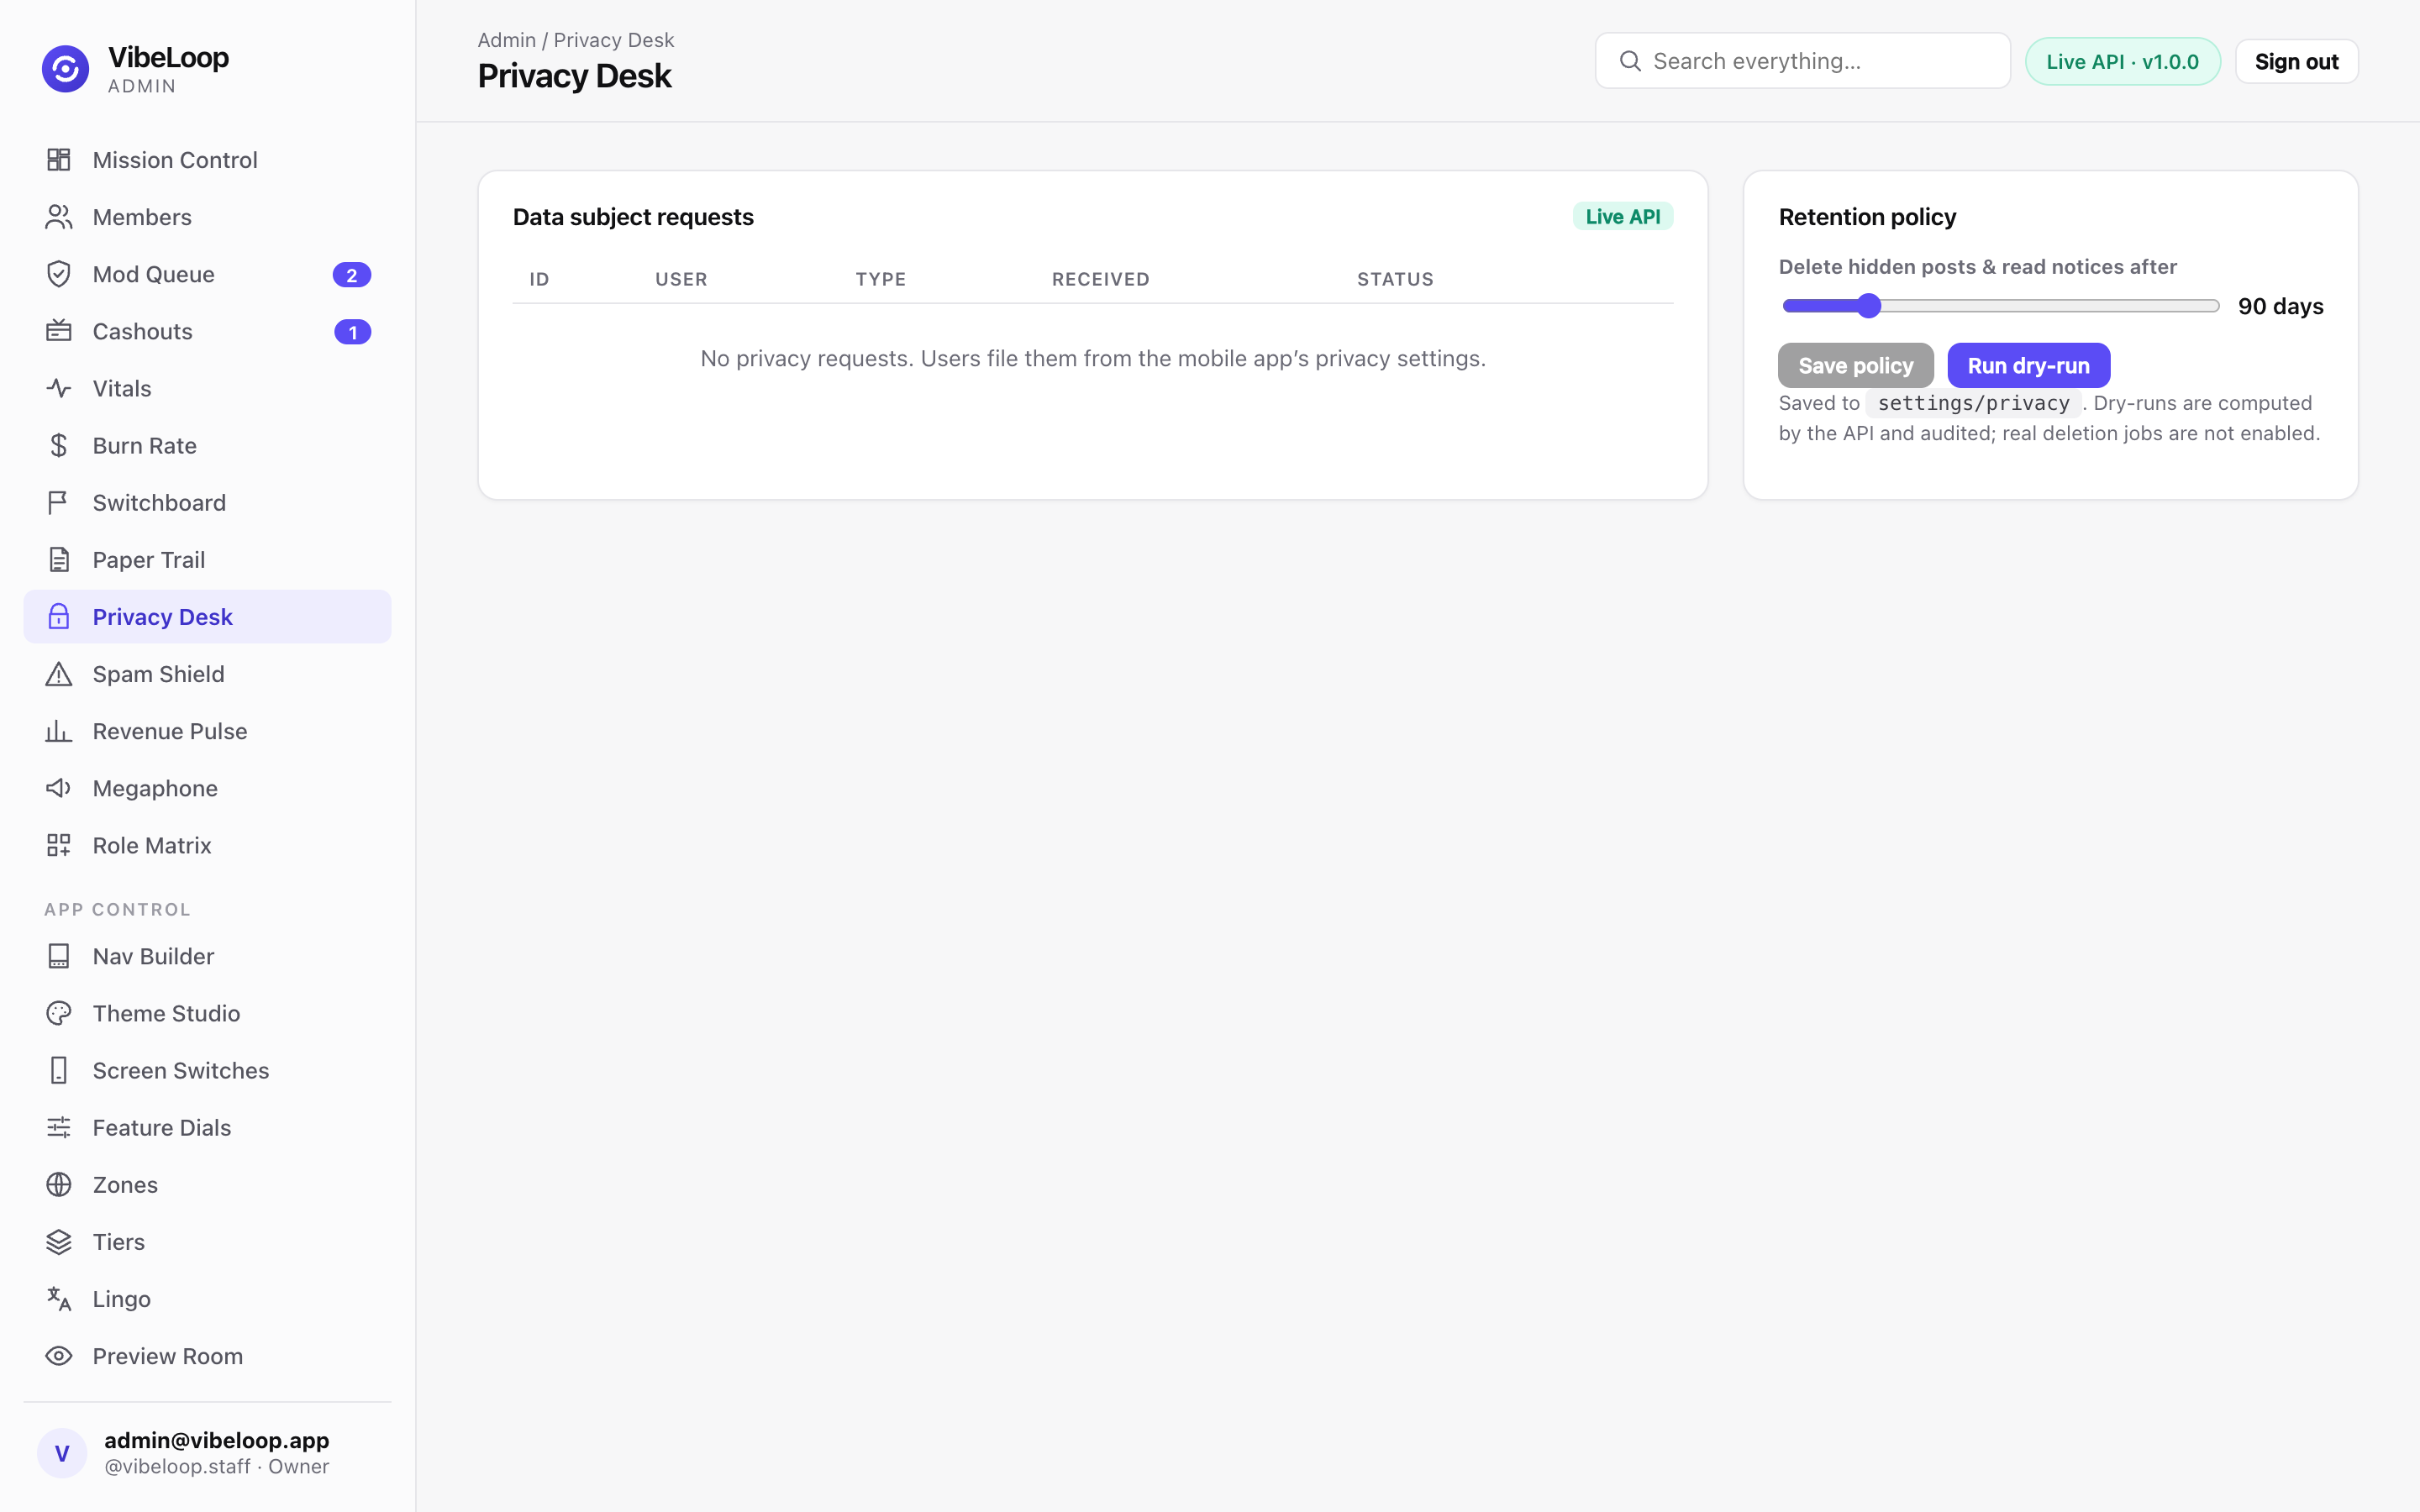 VibeLoop
ADMIN
Mission Control
Members
Mod Queue 2
Cashouts 1
Vitals
Burn Rate
Switchboard
Paper Trail
Privacy Desk
Spam Shield
Revenue Pulse
Megaphone
Role Matrix
APP CONTROL
Nav Builder
Theme Studio
Screen Switches
Feature Dials
Zones
Tiers
Lingo
Preview Room
V
admin@vibeloop.app
@vibeloop.staff · Owner
Admin / Privacy Desk
Privacy Desk
Search everything...
Live API · v1.0.0
Sign out
Data subject requests
Live API
ID USER TYPE RECEIVED STATUS
No privacy requests. Users file them from the mobile app’s privacy settings.
Retention policy
Delete hidden posts & read notices after
90 days
Save policy Run dry-run
Saved to settings/privacy. Dry-runs are computed
by the API and audited; real deletion jobs are not enabled.